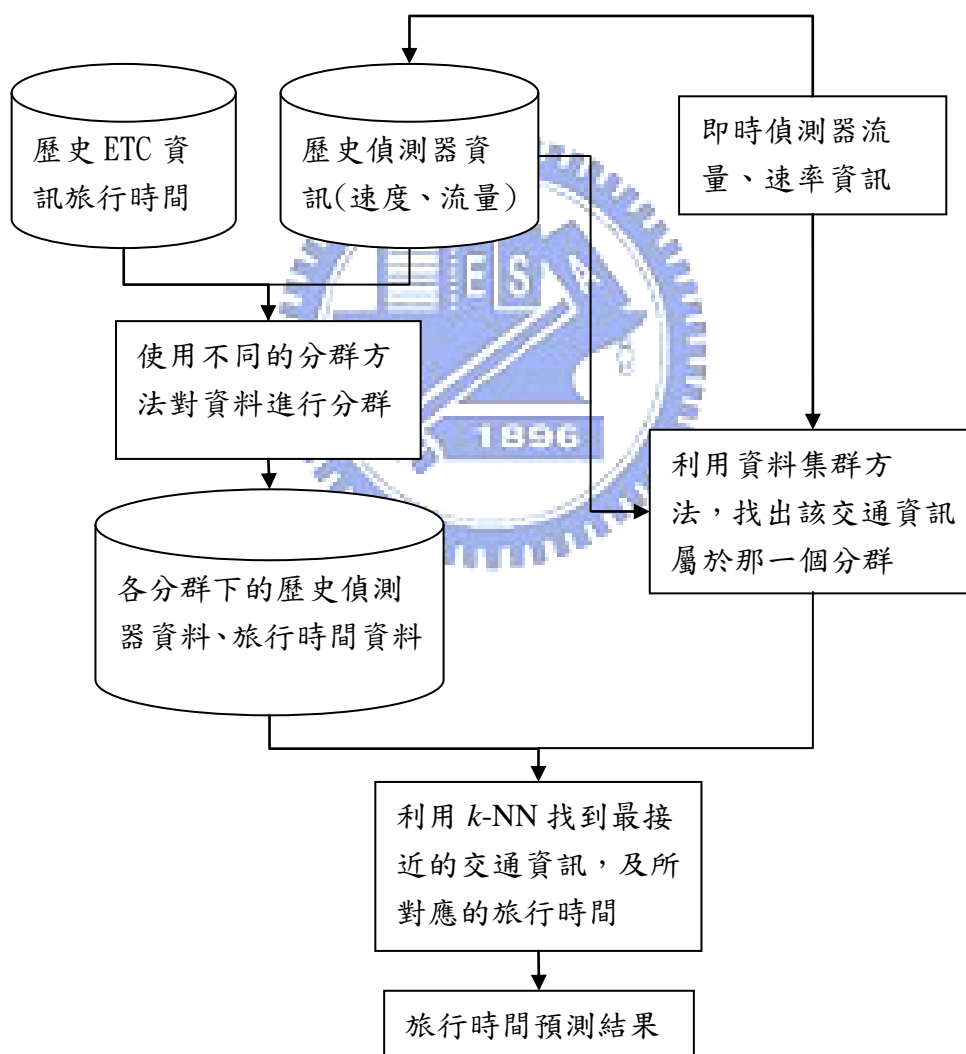 歷史 ETC 資
訊旅行時間
歷史偵測器資
訊(速度、流量)
即時偵測器流
量、速率資訊
E S A
1896
使用不同的分群方
法對資料進行分群
利用資料集群方
法，找出該交通資訊
屬於那一個分群
各分群下的歷史偵測
器資料、旅行時間資料
利用 k-NN 找到最接
近的交通資訊，及所
對應的旅行時間
旅行時間預測結果